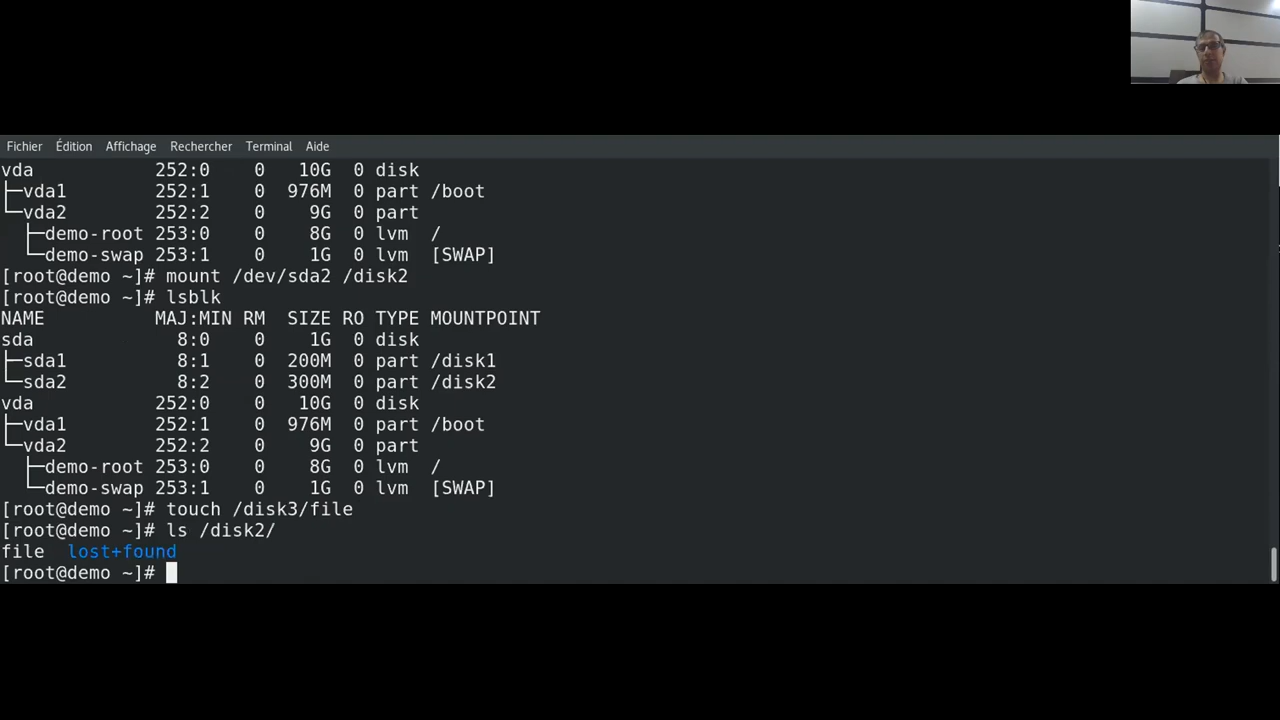 Fichier Édition Affichage Rechercher Terminal Aide
vda 252:0 0 10G 0 disk
├─vda1 252:1 0 976M 0 part /boot
└─vda2 252:2 0 9G 0 part
├─demo-root 253:0 0 8G 0 lvm /
└─demo-swap 253:1 0 1G 0 lvm [SWAP]
[root@demo ~]# mount /dev/sda2 /disk2
[root@demo ~]# lsblk
NAME MAJ:MIN RM SIZE RO TYPE MOUNTPOINT
sda 8:0 0 1G 0 disk
├─sda1 8:1 0 200M 0 part /disk1
└─sda2 8:2 0 300M 0 part /disk2
vda 252:0 0 10G 0 disk
├─vda1 252:1 0 976M 0 part /boot
└─vda2 252:2 0 9G 0 part
├─demo-root 253:0 0 8G 0 lvm /
└─demo-swap 253:1 0 1G 0 lvm [SWAP]
[root@demo ~]# touch /disk3/file
[root@demo ~]# ls /disk2/
file lost+found
[root@demo ~]#